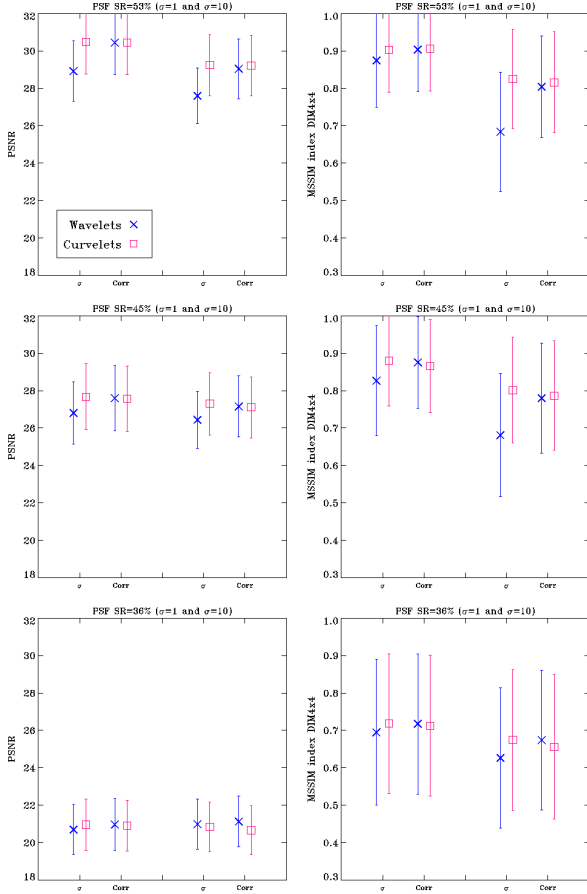 PSF SR=53% (σ=1 and σ=10)
PSNR
32
30
28
26
24
22
20
18
Wavelets
Curvelets
σ Corr σ Corr
PSF SR=53% (σ=1 and σ=10)
MSSIM index DIM4x4
1.0
0.9
0.8
0.7
0.6
0.5
0.4
0.3
σ Corr σ Corr
PSF SR=45% (σ=1 and σ=10)
PSNR
32
30
28
26
24
22
20
18
σ Corr σ Corr
PSF SR=45% (σ=1 and σ=10)
MSSIM index DIM4x4
1.0
0.9
0.8
0.7
0.6
0.5
0.4
0.3
σ Corr σ Corr
PSF SR=36% (σ=1 and σ=10)
PSNR
32
30
28
26
24
22
20
18
σ Corr σ Corr
PSF SR=36% (σ=1 and σ=10)
MSSIM index DIM4x4
1.0
0.9
0.8
0.7
0.6
0.5
0.4
0.3
σ Corr σ Corr